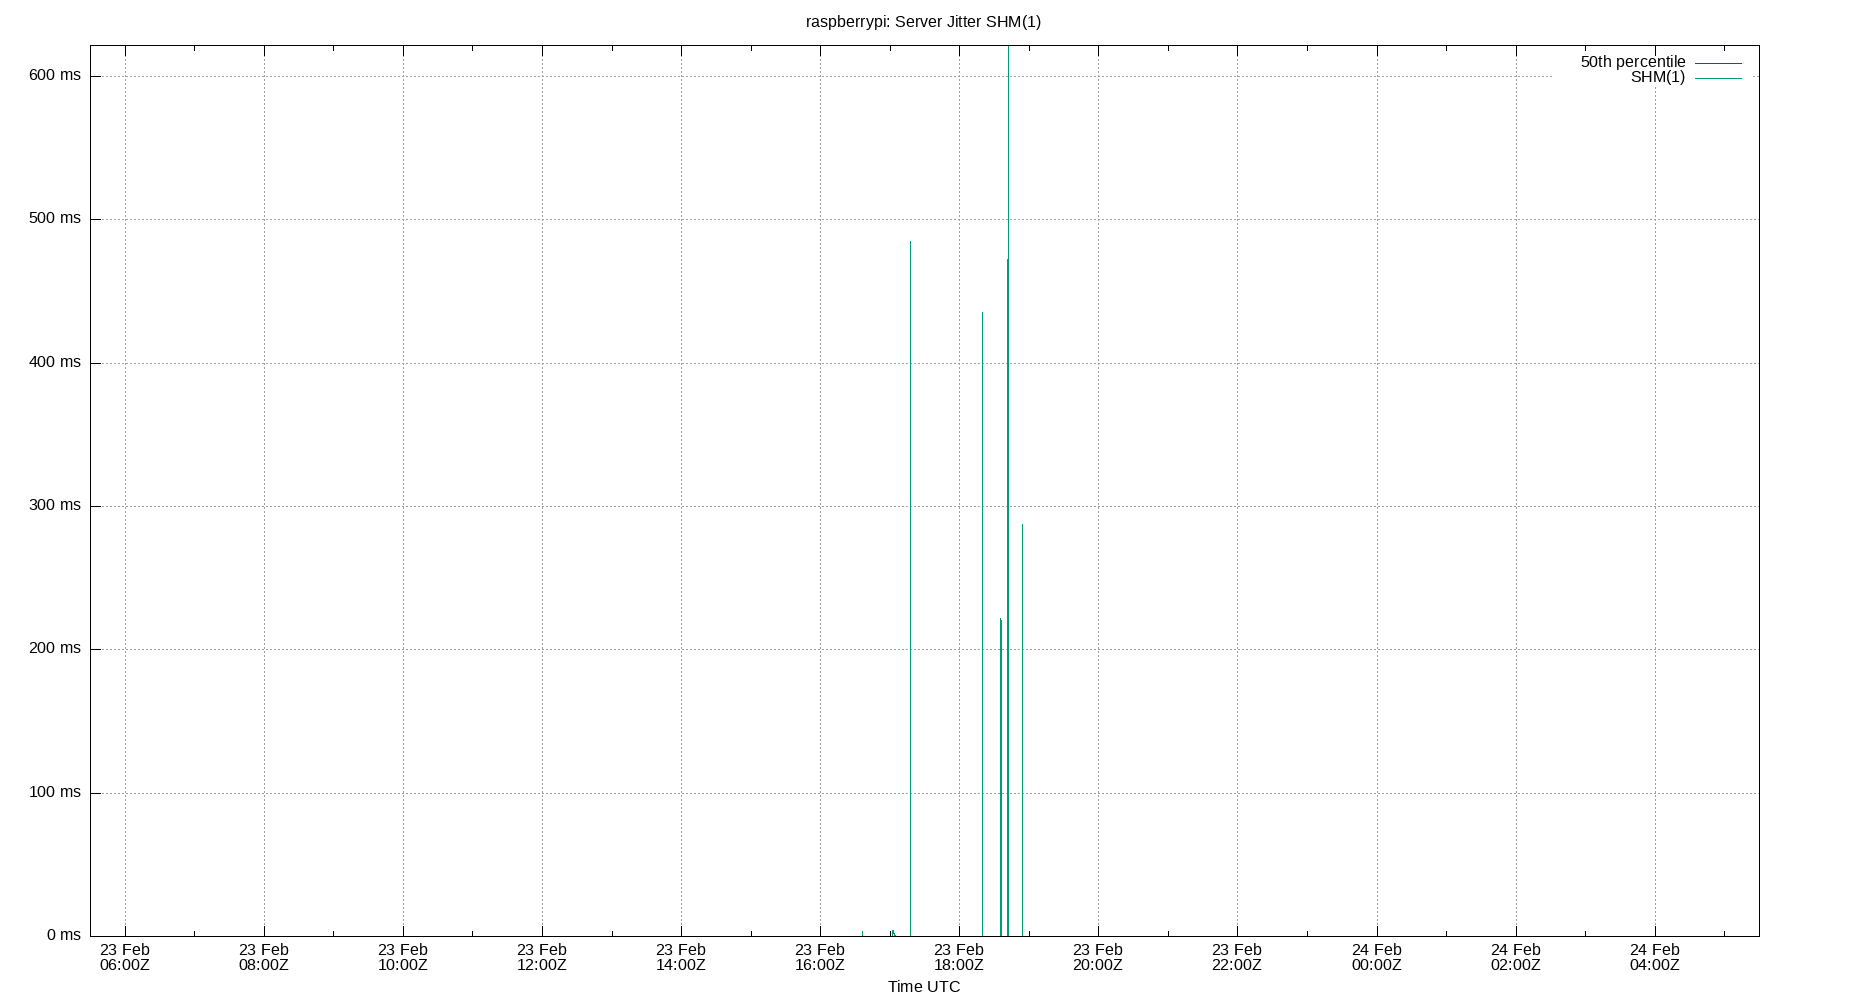 raspberrypi: Server Jitter SHM(1)
50th percentile
SHM(1)
600 ms
500 ms
400 ms
300 ms
200 ms
100 ms
0 ms
23 Feb 23 Feb 23 Feb 23 Feb 23 Feb 23 Feb 23 Feb 23 Feb 23 Feb 24 Feb 24 Feb 24 Feb
06:00Z 08:00Z 10:00Z 12:00Z 14:00Z 16:00Z 18:00Z 20:00Z 22:00Z 00:00Z 02:00Z 04:00Z
Time UTC